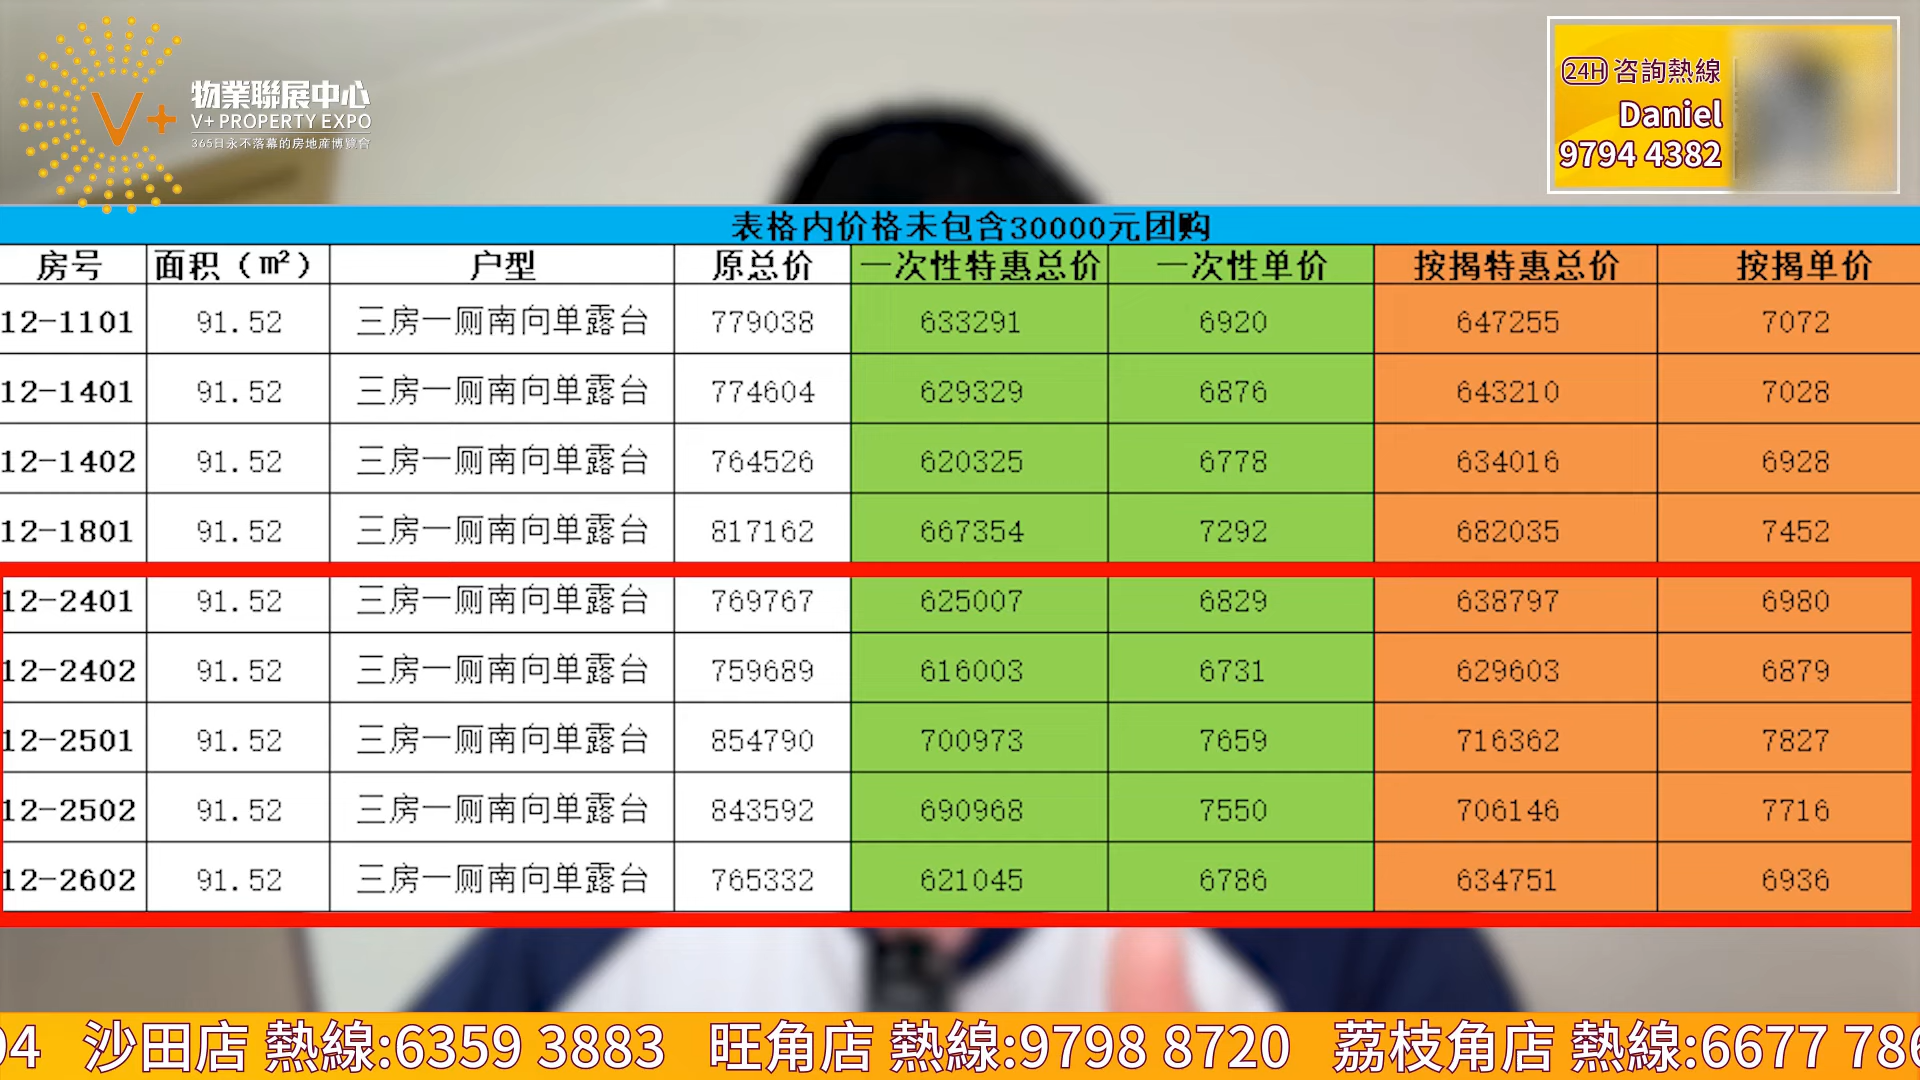 物業聯展中心
V+ PROPERTY EXPO
365日永不落幕的房地産博覽會
24H 咨詢熱線
Daniel
9794 4382
表格内价格未包含30000元团购
房号 面积（㎡） 户型 原总价 一次性特惠总价 一次性单价 按揭特惠总价 按揭单价
12-1101 91.52 三房一厕南向单露台 779038 633291 6920 647255 7072
12-1401 91.52 三房一厕南向单露台 774604 629329 6876 643210 7028
12-1402 91.52 三房一厕南向单露台 764526 620325 6778 634016 6928
12-1801 91.52 三房一厕南向单露台 817162 667354 7292 682035 7452
12-2401 91.52 三房一厕南向单露台 769767 625007 6829 638797 6980
12-2402 91.52 三房一厕南向单露台 759689 616003 6731 629603 6879
12-2501 91.52 三房一厕南向单露台 854790 700973 7659 716362 7827
12-2502 91.52 三房一厕南向单露台 843592 690968 7550 706146 7716
12-2602 91.52 三房一厕南向单露台 765332 621045 6786 634751 6936
04 沙田店 熱線:6359 3883 旺角店 熱線:9798 8720 荔枝角店 熱線:6677 786